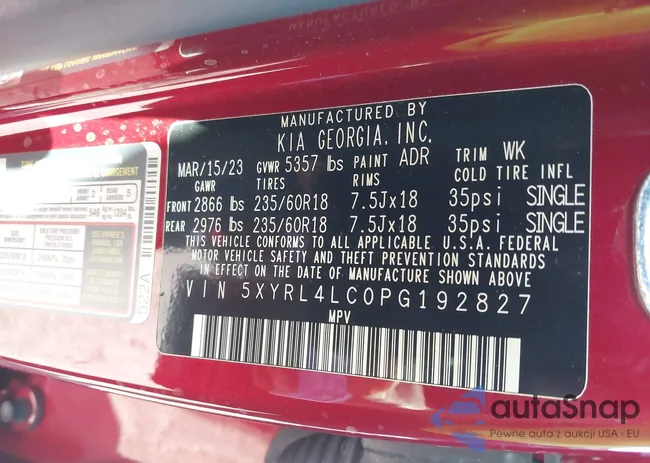 MANUFACTURED BY
KIA GEORGIA, INC.
MAR/15/23 GVWR 5357 lbs PAINT ADR TRIM WK
GAWR TIRES RIMS COLD TIRE INFL
FRONT 2866 lbs 235/60R18 7.5Jx18 35psi SINGLE
REAR 2976 lbs 235/60R18 7.5Jx18 35psi SINGLE
THIS VEHICLE CONFORMS TO ALL APPLICABLE U.S.A. FEDERAL
MOTOR VEHICLE SAFETY AND THEFT PREVENTION STANDARDS
IN EFFECT ON THE DATE OF MANUFACTURE SHOWN ABOVE
VIN 5XYRL4LC0PG192827
MPV
autoSnap
Pewne auta z aukcji USA i EU